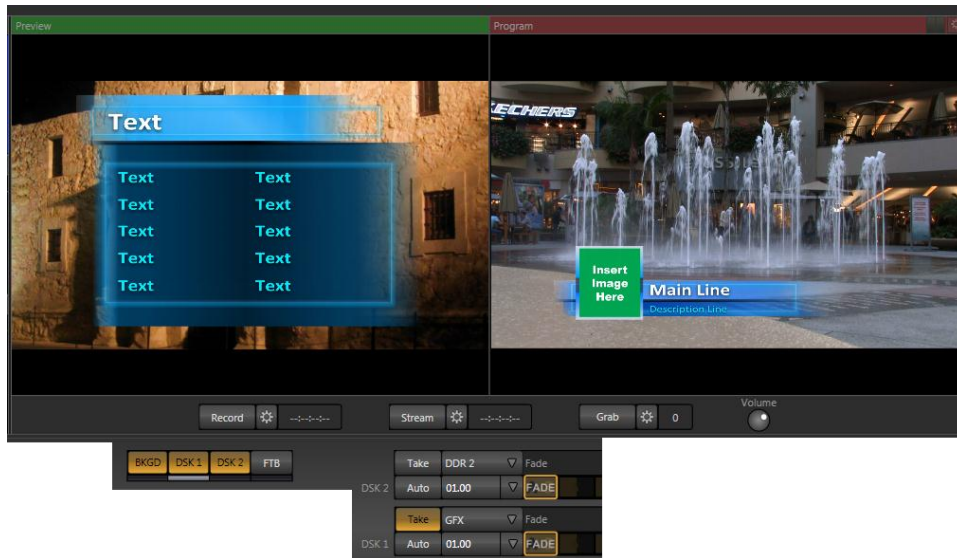 Preview
Program
Text
Text Text
Text Text
Text Text
Text Text
Text Text
ECHERS
Insert
Image
Here
Main Line
Description Line
Record --:--:--:--
Stream --:--:--:--
Grab 0
Volume
BKGD DSK 1 DSK 2 FTB
Take DDR 2 Fade
DSK 2 Auto 01.00 FADE
Take GFX Fade
DSK 1 Auto 01.00 FADE